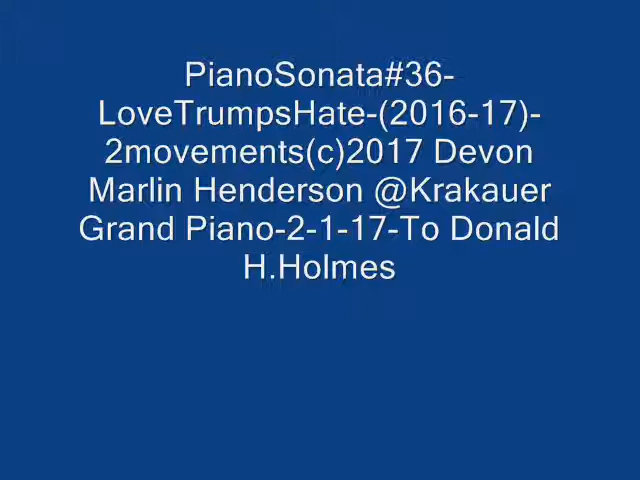 PianoSonata#36-
LoveTrumpsHate-(2016-17)-
2movements(c)2017 Devon
Marlin Henderson @Krakauer
Grand Piano-2-1-17-To Donald
H.Holmes